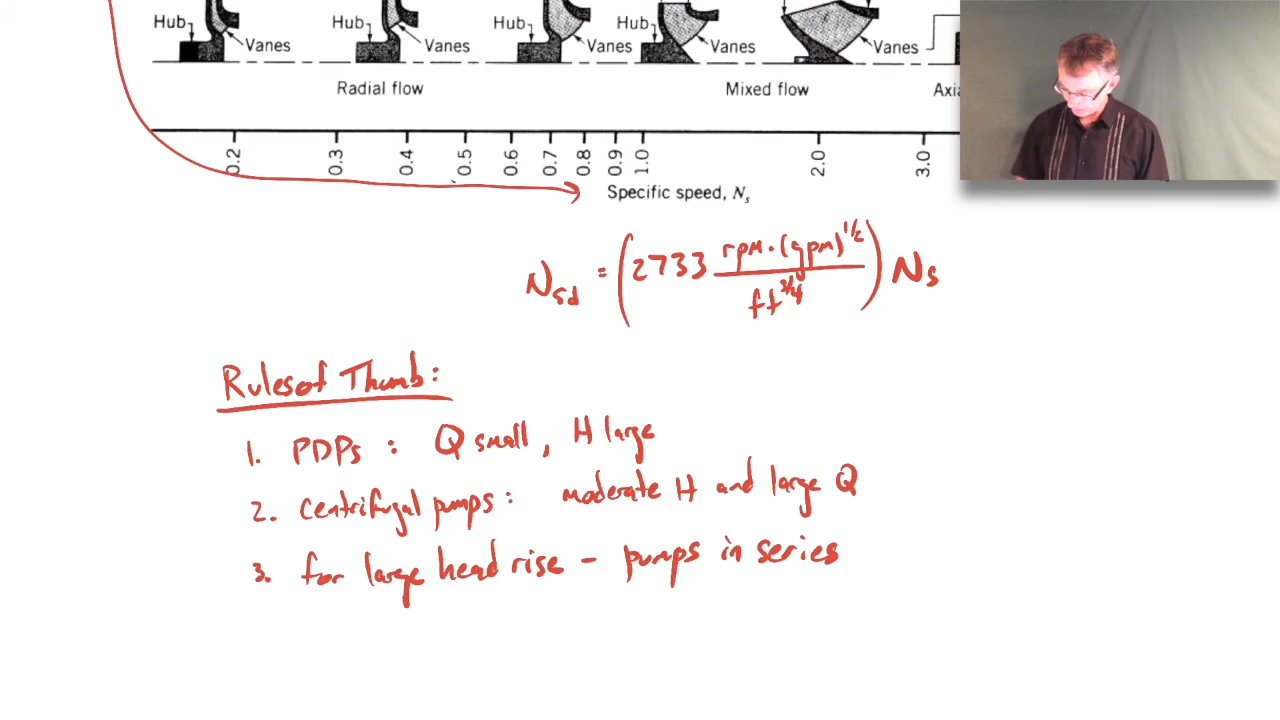 Hub Hub Hub Hub
Vanes Vanes Vanes Vanes Vanes
Radial flow Mixed flow Axia
0.2 0.3 0.4 0.5 0.6 0.7 0.8 0.9 1.0 2.0 3.0
Specific speed, Ns
Nsd = (2733 rpm·(gpm)^1/2 / ft^3/4) Ns
Rules of Thumb:
1. PDPs : Q small, H large
2. centrifugal pumps: moderate H and large Q
3. for large head rise - pumps in series